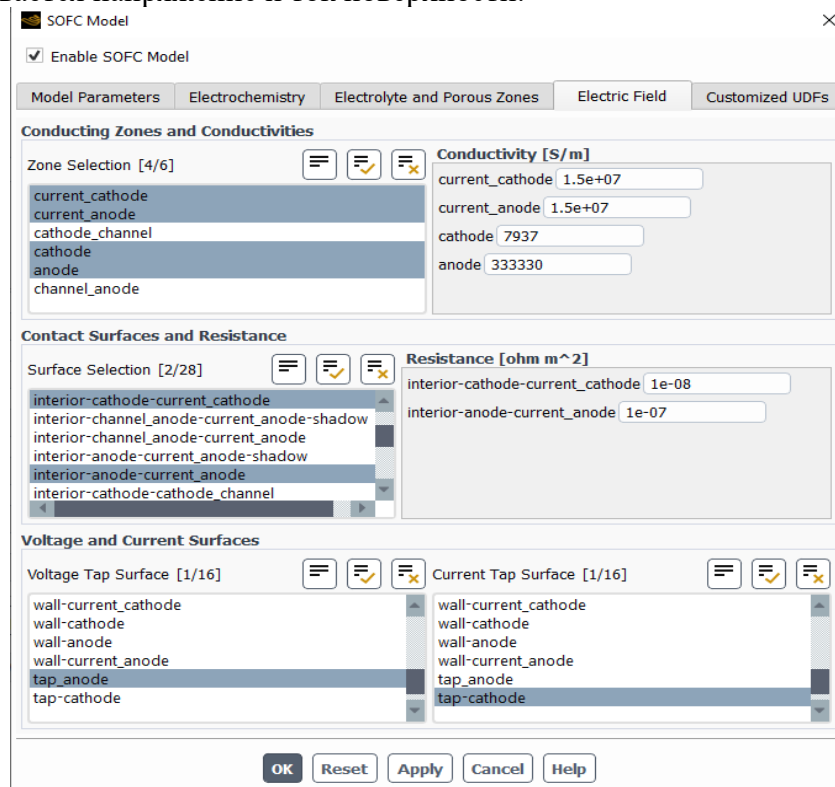 SOFC Model
Enable SOFC Model
Model Parameters Electrochemistry Electrolyte and Porous Zones Electric Field Customized UDFs
Conducting Zones and Conductivities
Zone Selection [4/6]
current_cathode
current_anode
cathode_channel
cathode
anode
channel_anode
Conductivity [S/m]
current_cathode 1.5e+07
current_anode 1.5e+07
cathode 7937
anode 333330
Contact Surfaces and Resistance
Surface Selection [2/28]
interior-cathode-current_cathode
interior-channel_anode-current_anode-shadow
interior-channel_anode-current_anode
interior-anode-current_anode-shadow
interior-anode-current_anode
interior-cathode-cathode_channel
Resistance [ohm m^2]
interior-cathode-current_cathode 1e-08
interior-anode-current_anode 1e-07
Voltage and Current Surfaces
Voltage Tap Surface [1/16]
wall-current_cathode
wall-cathode
wall-anode
wall-current_anode
tap_anode
tap-cathode
Current Tap Surface [1/16]
wall-current_cathode
wall-cathode
wall-anode
wall-current_anode
tap_anode
tap-cathode
OK Reset Apply Cancel Help